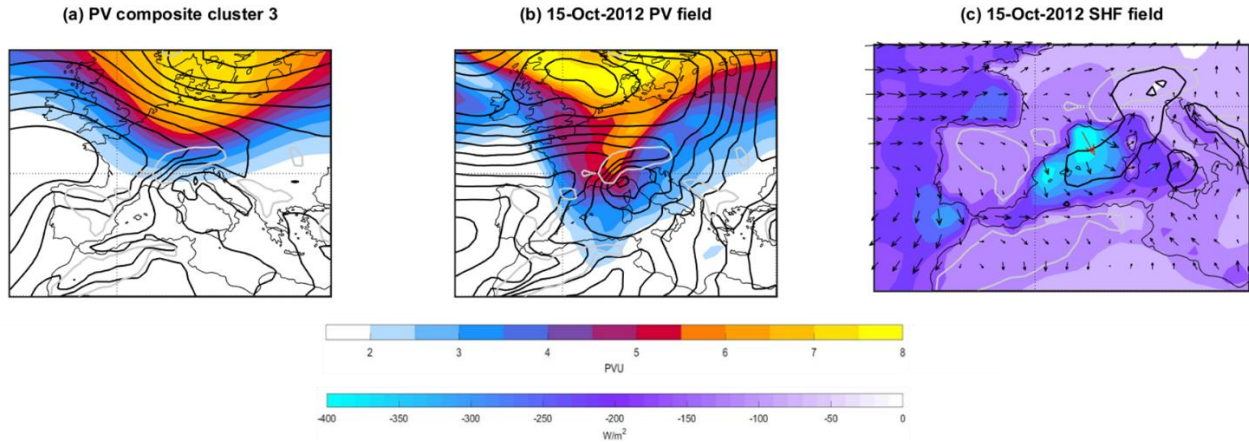 (a) PV composite cluster 3
(b) 15-Oct-2012 PV field
(c) 15-Oct-2012 SHF field
2 3 4 5 6 7 8
PVU
-400 -350 -300 -250 -200 -150 -100 -50 0
W/m²